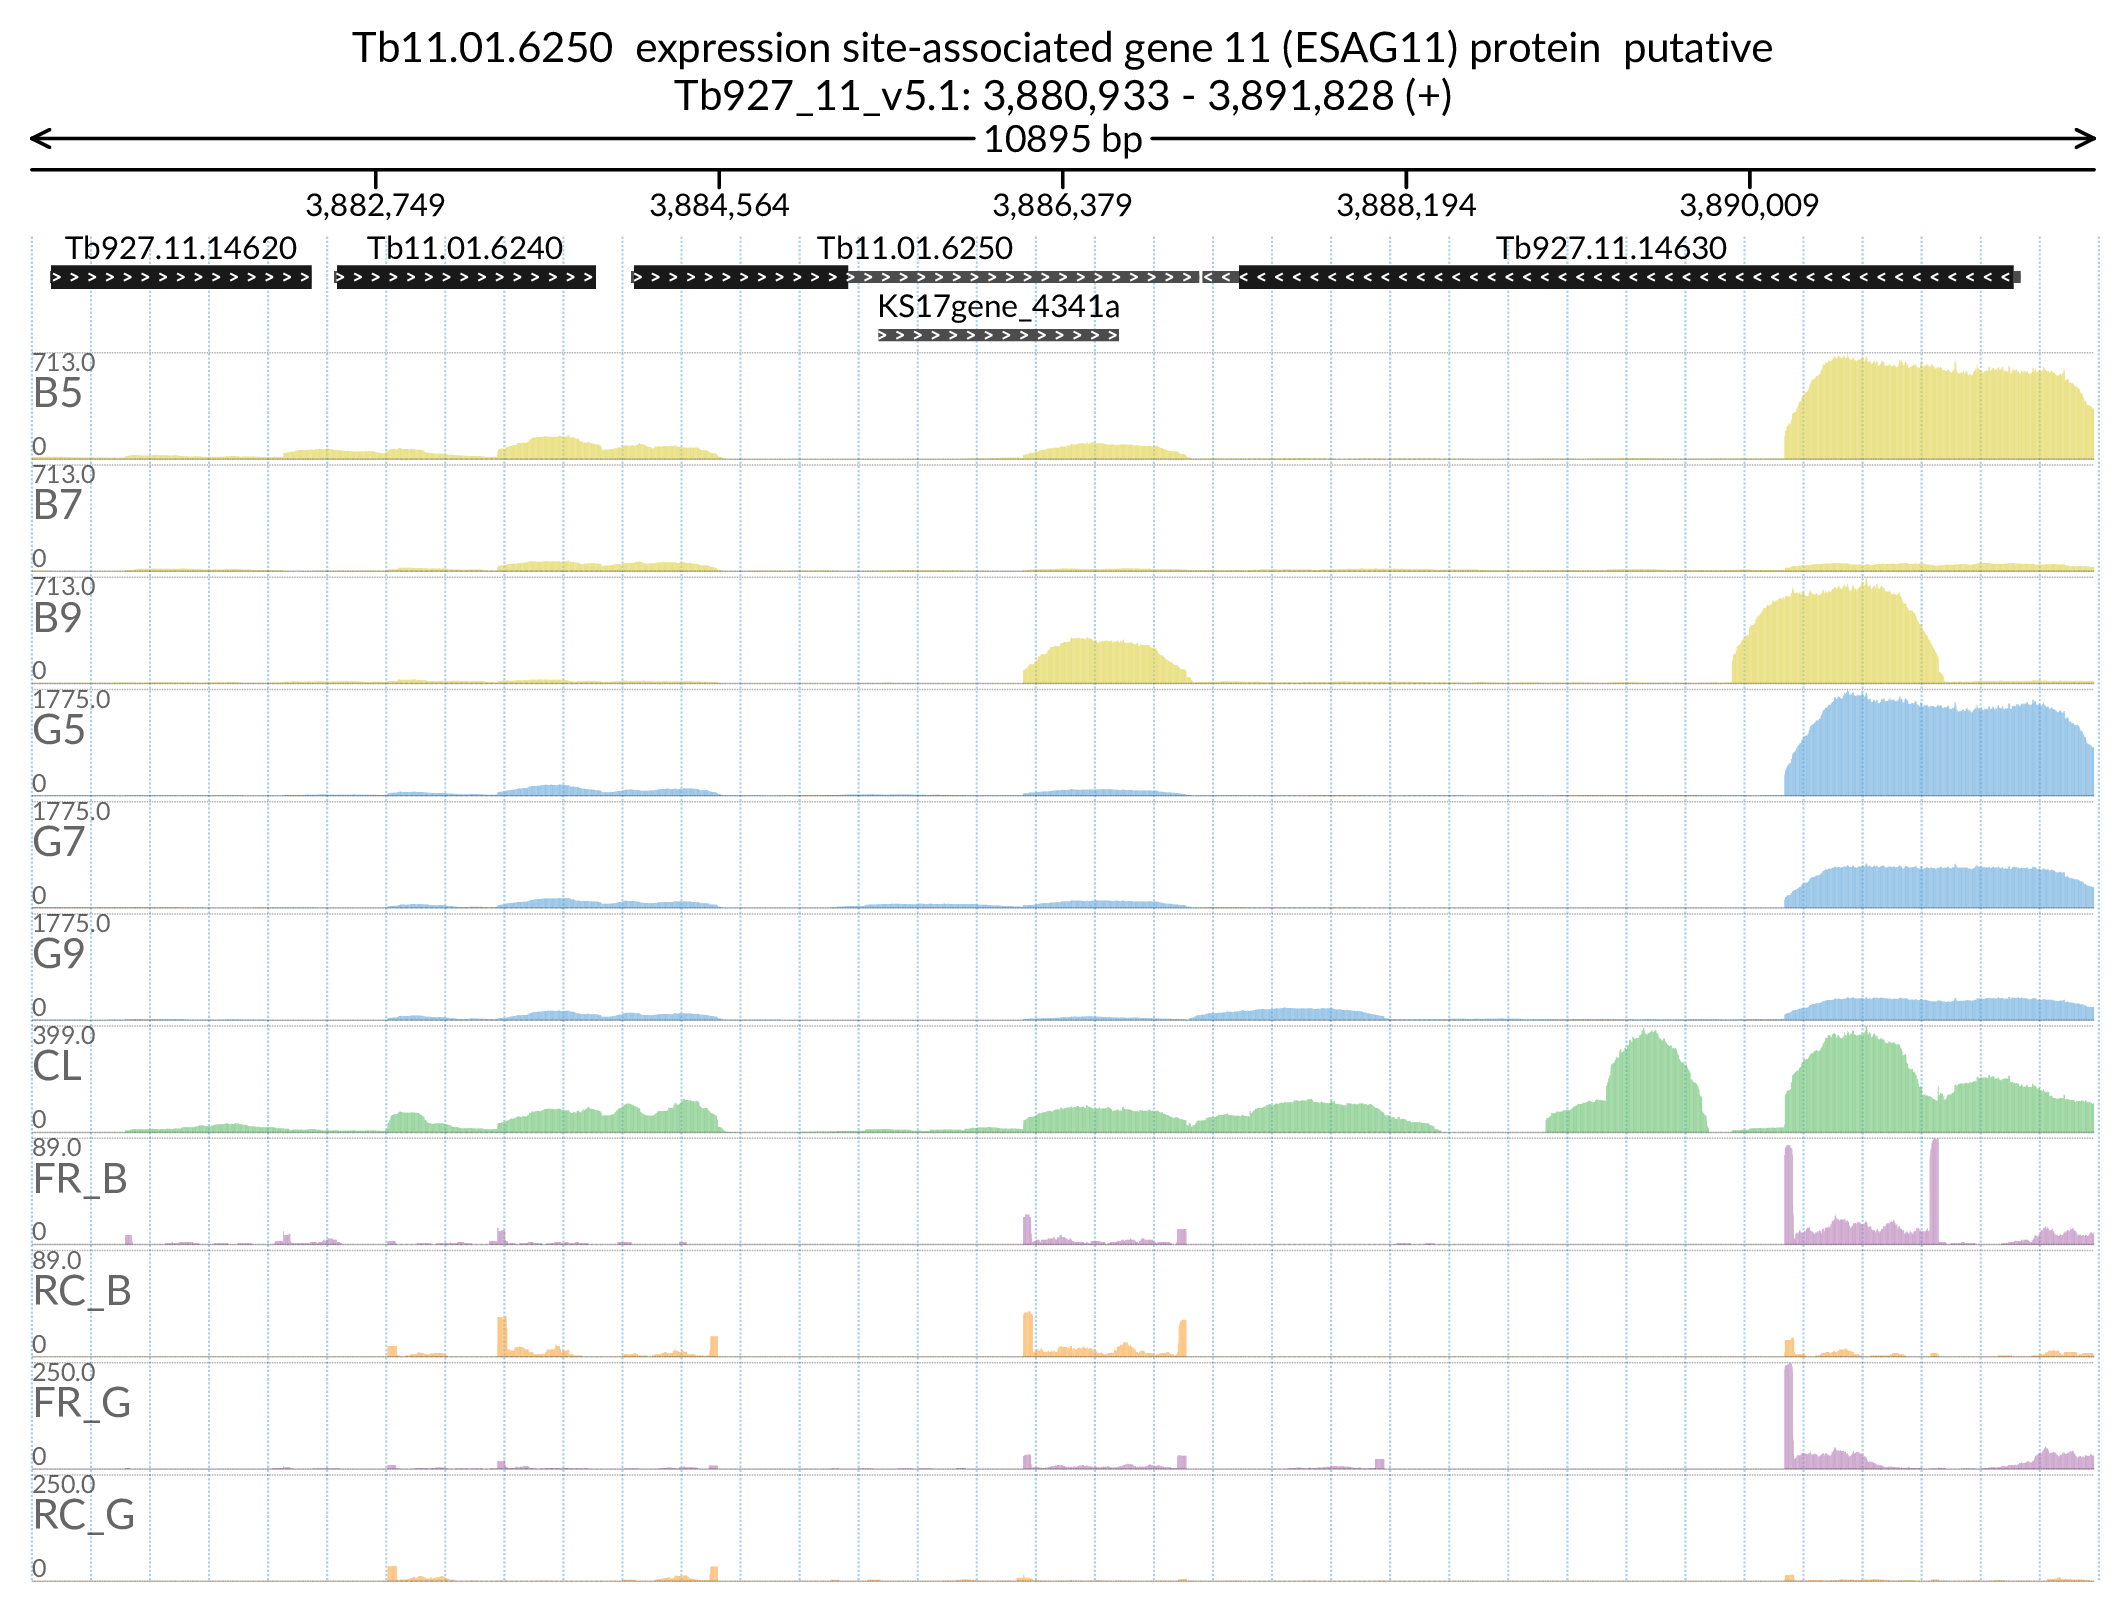 Tb11.01.6250  expression site-associated gene 11 (ESAG11) protein  putative
Tb927_11_v5.1: 3,880,933 - 3,891,828 (+)
10895 bp
3,882,749 3,884,564 3,886,379 3,888,194 3,890,009
Tb927.11.14620 Tb11.01.6240 Tb11.01.6250 Tb927.11.14630
KS17gene_4341a
713.0
B5
0
713.0
B7
0
713.0
B9
0
1775.0
G5
0
1775.0
G7
0
1775.0
G9
0
399.0
CL
0
89.0
FR_B
0
89.0
RC_B
0
250.0
FR_G
0
250.0
RC_G
0